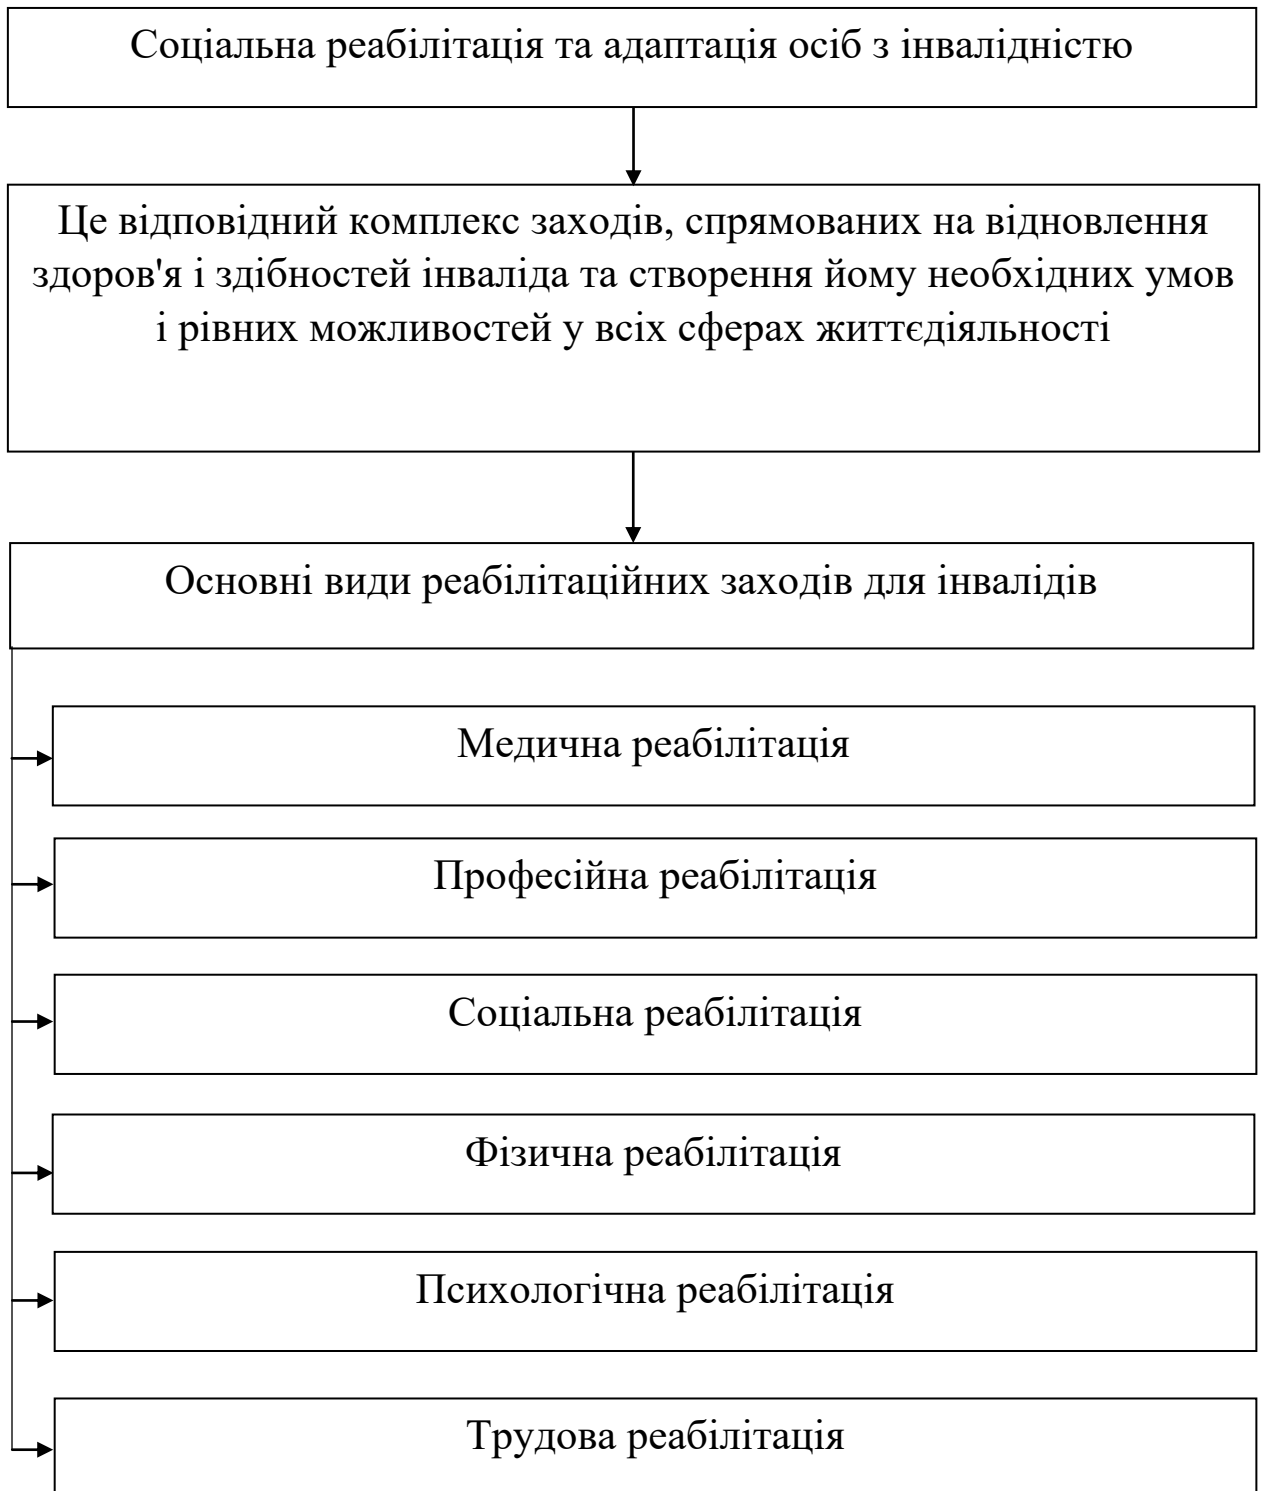 Соціальна реабілітація та адаптація осіб з інвалідністю
Це відповідний комплекс заходів, спрямованих на відновлення
здоров'я і здібностей інваліда та створення йому необхідних умов
і рівних можливостей у всіх сферах життєдіяльності
Основні види реабілітаційних заходів для інвалідів
Медична реабілітація
Професійна реабілітація
Соціальна реабілітація
Фізична реабілітація
Психологічна реабілітація
Трудова реабілітація